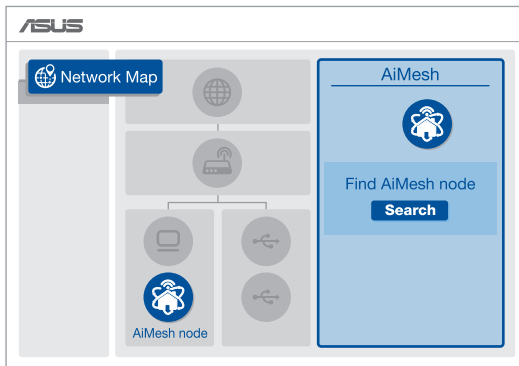 ASUS
Network Map
AiMesh
Find AiMesh node
Search
AiMesh node